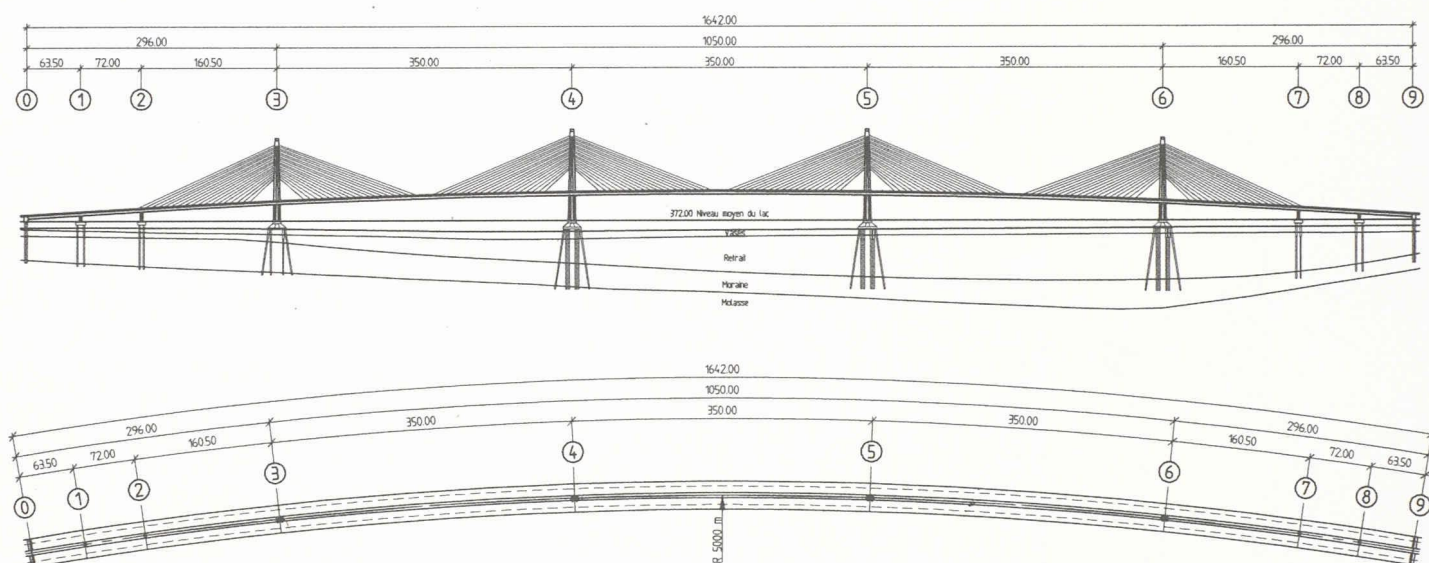 1642.00
296.00 1050.00 296.00
63.50 72.00 160.50 350.00 350.00 350.00 160.50 72.00 63.50
0 1 2 3 4 5 6 7 8 9
372.00 Niveau moyen du lac
Vases
Retrait
Moraine
Molasse
1642.00
1050.00
296.00 350.00 350.00 350.00 296.00
63.50 72.00 160.50 160.50 72.00 63.50
0 1 2 3 4 5 6 7 8 9
R 5000 m